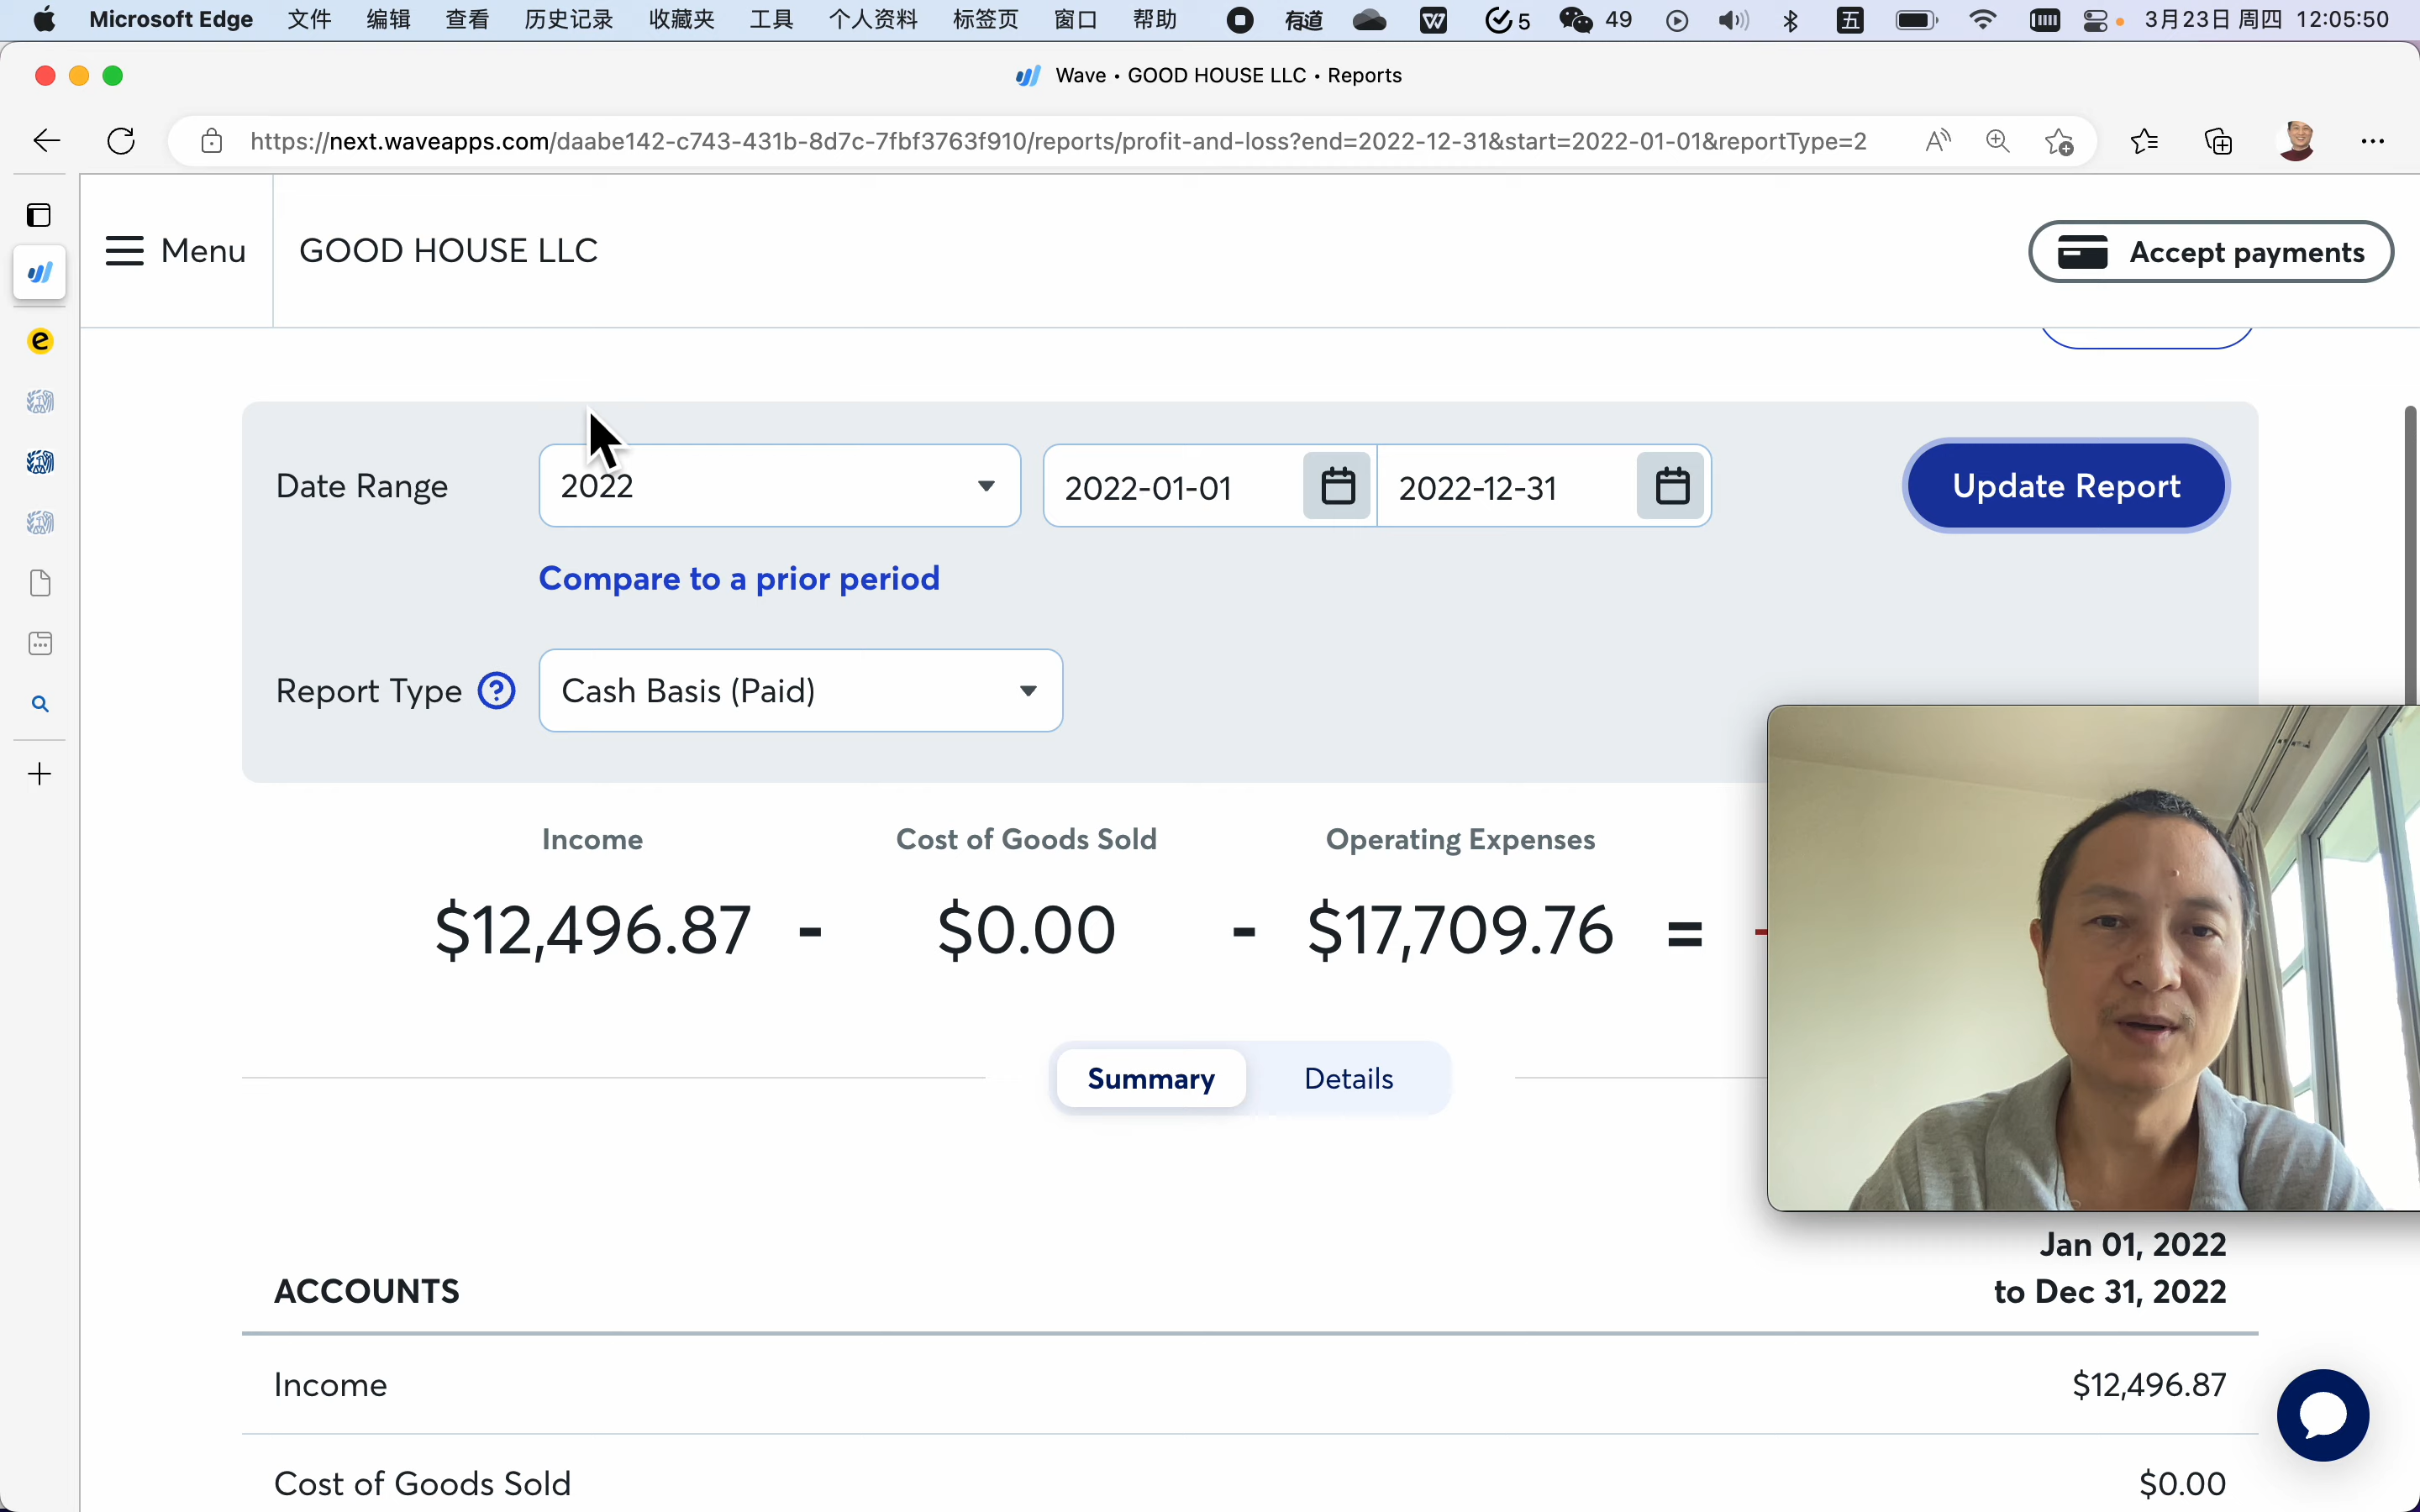 Microsoft Edge 文件 编辑 查看 历史记录 收藏夹 工具 个人资料 标签页 窗口 帮助 有道 5 49 五 3月23日 周四 12:05:50
Wave • GOOD HOUSE LLC • Reports
https://next.waveapps.com/daabe142-c743-431b-8d7c-7fbf3763f910/reports/profit-and-loss?end=2022-12-31&start=2022-01-01&reportType=2
Menu GOOD HOUSE LLC Accept payments
Date Range 2022 2022-01-01 2022-12-31 Update Report
Compare to a prior period
Report Type ? Cash Basis (Paid)
Income Cost of Goods Sold Operating Expenses
$12,496.87 - $0.00 - $17,709.76 = -
Summary Details
Jan 01, 2022
ACCOUNTS to Dec 31, 2022
Income $12,496.87
Cost of Goods Sold $0.00